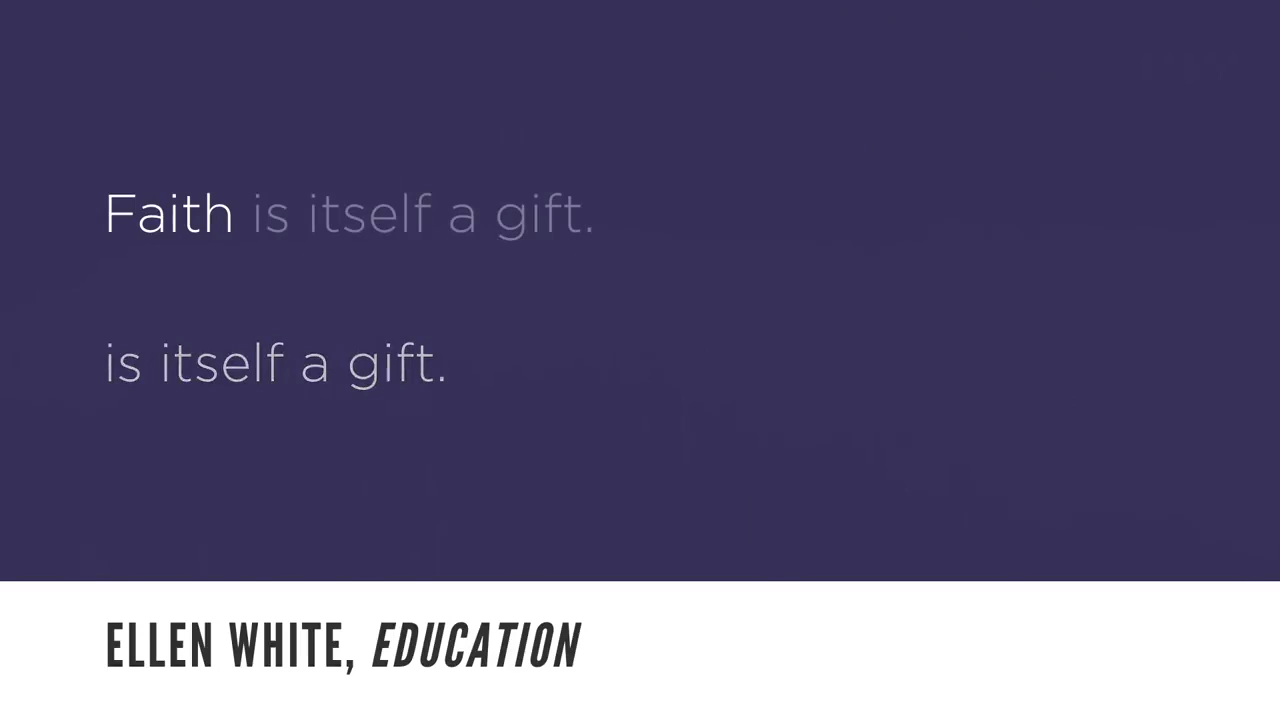 Faith is itself a gift.
is itself a gift.
ELLEN WHITE, EDUCATION